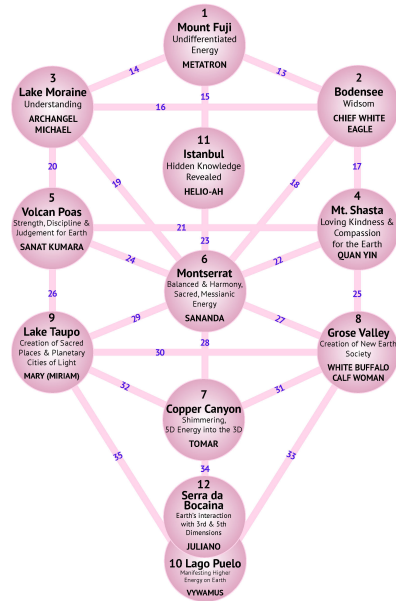 1
Mount Fuji
Undifferentiated
Energy
METATRON
14
13
3
Lake Moraine
Understanding
ARCHANGEL
MICHAEL
2
Bodensee
Widsom
CHIEF WHITE
EAGLE
15
16
11
Istanbul
Hidden Knowledge
Revealed
HELIO-AH
20
19
18
17
5
Volcan Poas
Strength, Discipline &
Judgement for Earth
SANAT KUMARA
4
Mt. Shasta
Loving Kindness &
Compassion
for the Earth
QUAN YIN
21
23
24
22
6
Montserrat
Balanced & Harmony,
Sacred, Messianic
Energy
SANANDA
26
25
29
27
9
Lake Taupo
Creation of Sacred
Places & Planetary
Cities of Light
MARY (MIRIAM)
8
Grose Valley
Creation of New Earth
Society
WHITE BUFFALO
CALF WOMAN
28
30
32
31
7
Copper Canyon
Shimmering,
5D Energy into the 3D
TOMAR
35
33
34
12
Serra da
Bocaina
Earth's Interaction
with 3rd & 5th
Dimensions
JULIANO
10 Lago Puelo
Manifesting Higher
Energy on Earth
VYWAMUS